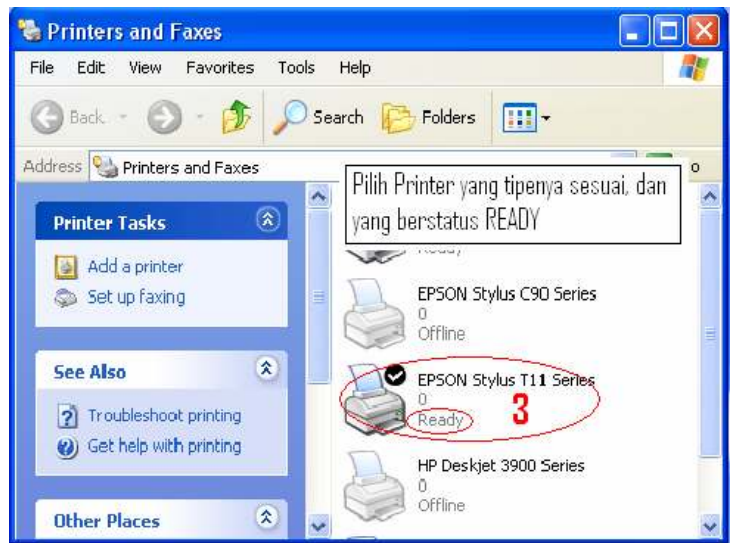 Printers and Faxes
File Edit View Favorites Tools Help
Back Search Folders
Address Printers and Faxes
o
Pilih Printer yang tipenya sesuai, dan
yang berstatus READY
Printer Tasks
Add a printer
Set up faxing
See Also
Troubleshoot printing
Get help with printing
Other Places
Ready
EPSON Stylus C90 Series
0
Offline
EPSON Stylus T11 Series
0
Ready
3
HP Deskjet 3900 Series
0
Offline